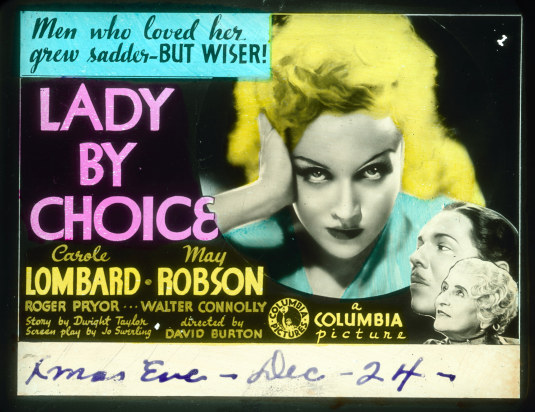 Men who loved her
grew sadder-BUT WISER!
LADY
BY
CHOICE
Carole May
LOMBARD · ROBSON
ROGER PRYOR ... WALTER CONNOLLY
Story by Dwight Taylor directed by
Screen play by Jo Swerling DAVID BURTON
COLUMBIA
PICTURES
a
COLUMBIA
picture
Xmas Eve - Dec - 24 -